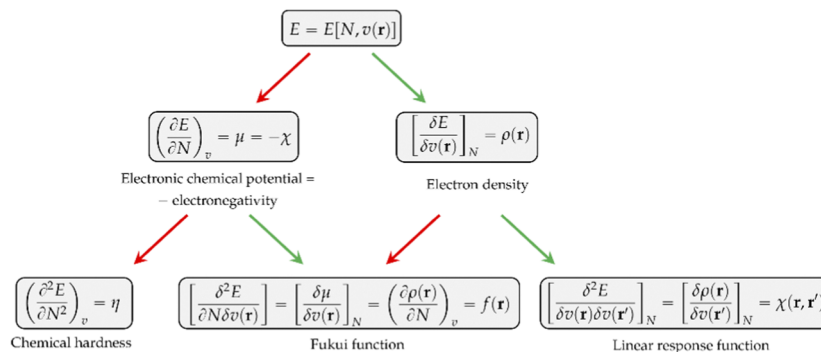 E = E[N, v(r)]
(∂E/∂N)_v = μ = −χ
[δE/δv(r)]_N = ρ(r)
Electronic chemical potential =
− electronegativity
Electron density
(∂²E/∂N²)_v = η
[δ²E/∂Nδv(r)] = [δμ/δv(r)]_N = (∂ρ(r)/∂N)_v = f(r)
[δ²E/δv(r)δv(r′)]_N = [δρ(r)/δv(r′)]_N = χ(r, r′)
Chemical hardness
Fukui function
Linear response function